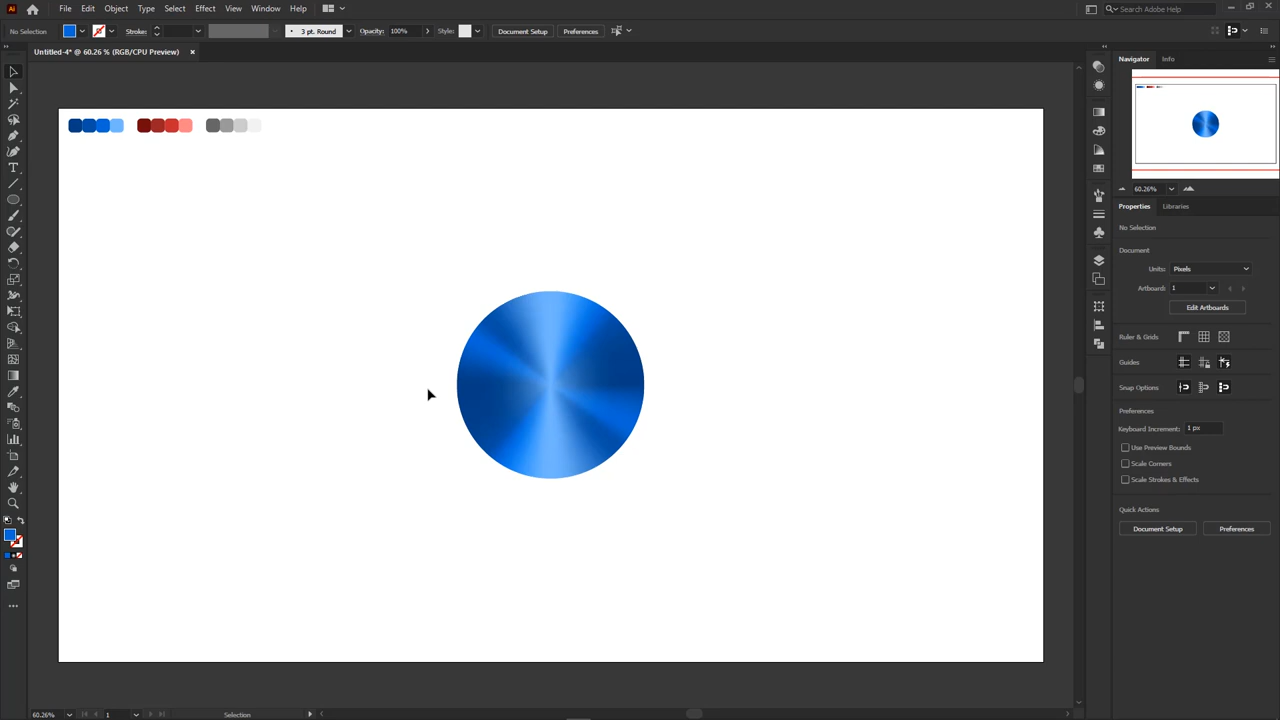 Ai File Edit Object Type Select Effect View Window Help Search Adobe Help
No Selection Stroke: 3 pt. Round Opacity: 100% Style: Document Setup Preferences
Untitled-4* @ 60.26 % (RGB/CPU Preview) ×
Navigator Info
60.26%
Properties Libraries
No Selection
Document
Units: Pixels
Artboard: 1
Edit Artboards
Ruler & Grids
Guides
Snap Options
Preferences
Keyboard Increment: 1 px
Use Preview Bounds
Scale Corners
Scale Strokes & Effects
Quick Actions
Document Setup Preferences
60.26% 1 Selection